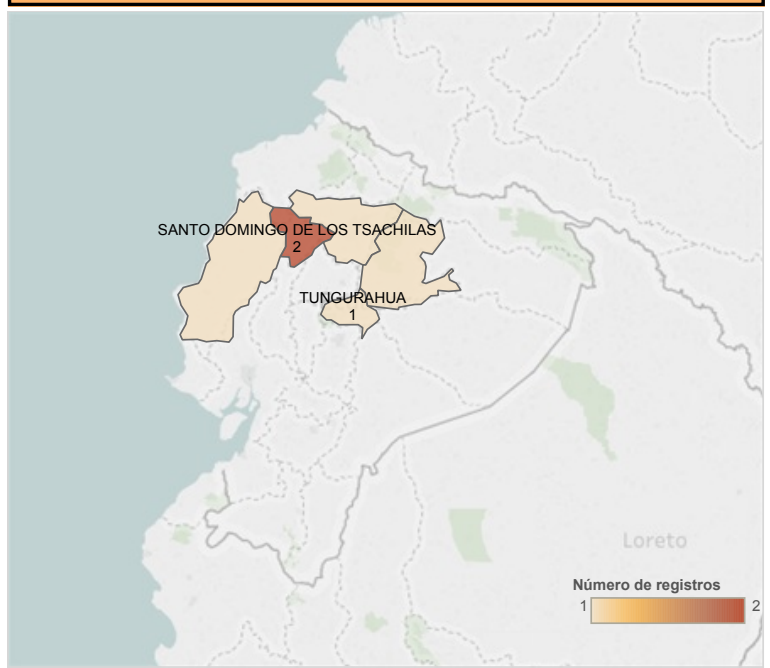 SANTO DOMINGO DE LOS TSACHILAS
2
TUNGURAHUA
1
Loreto
Número de registros
1 2